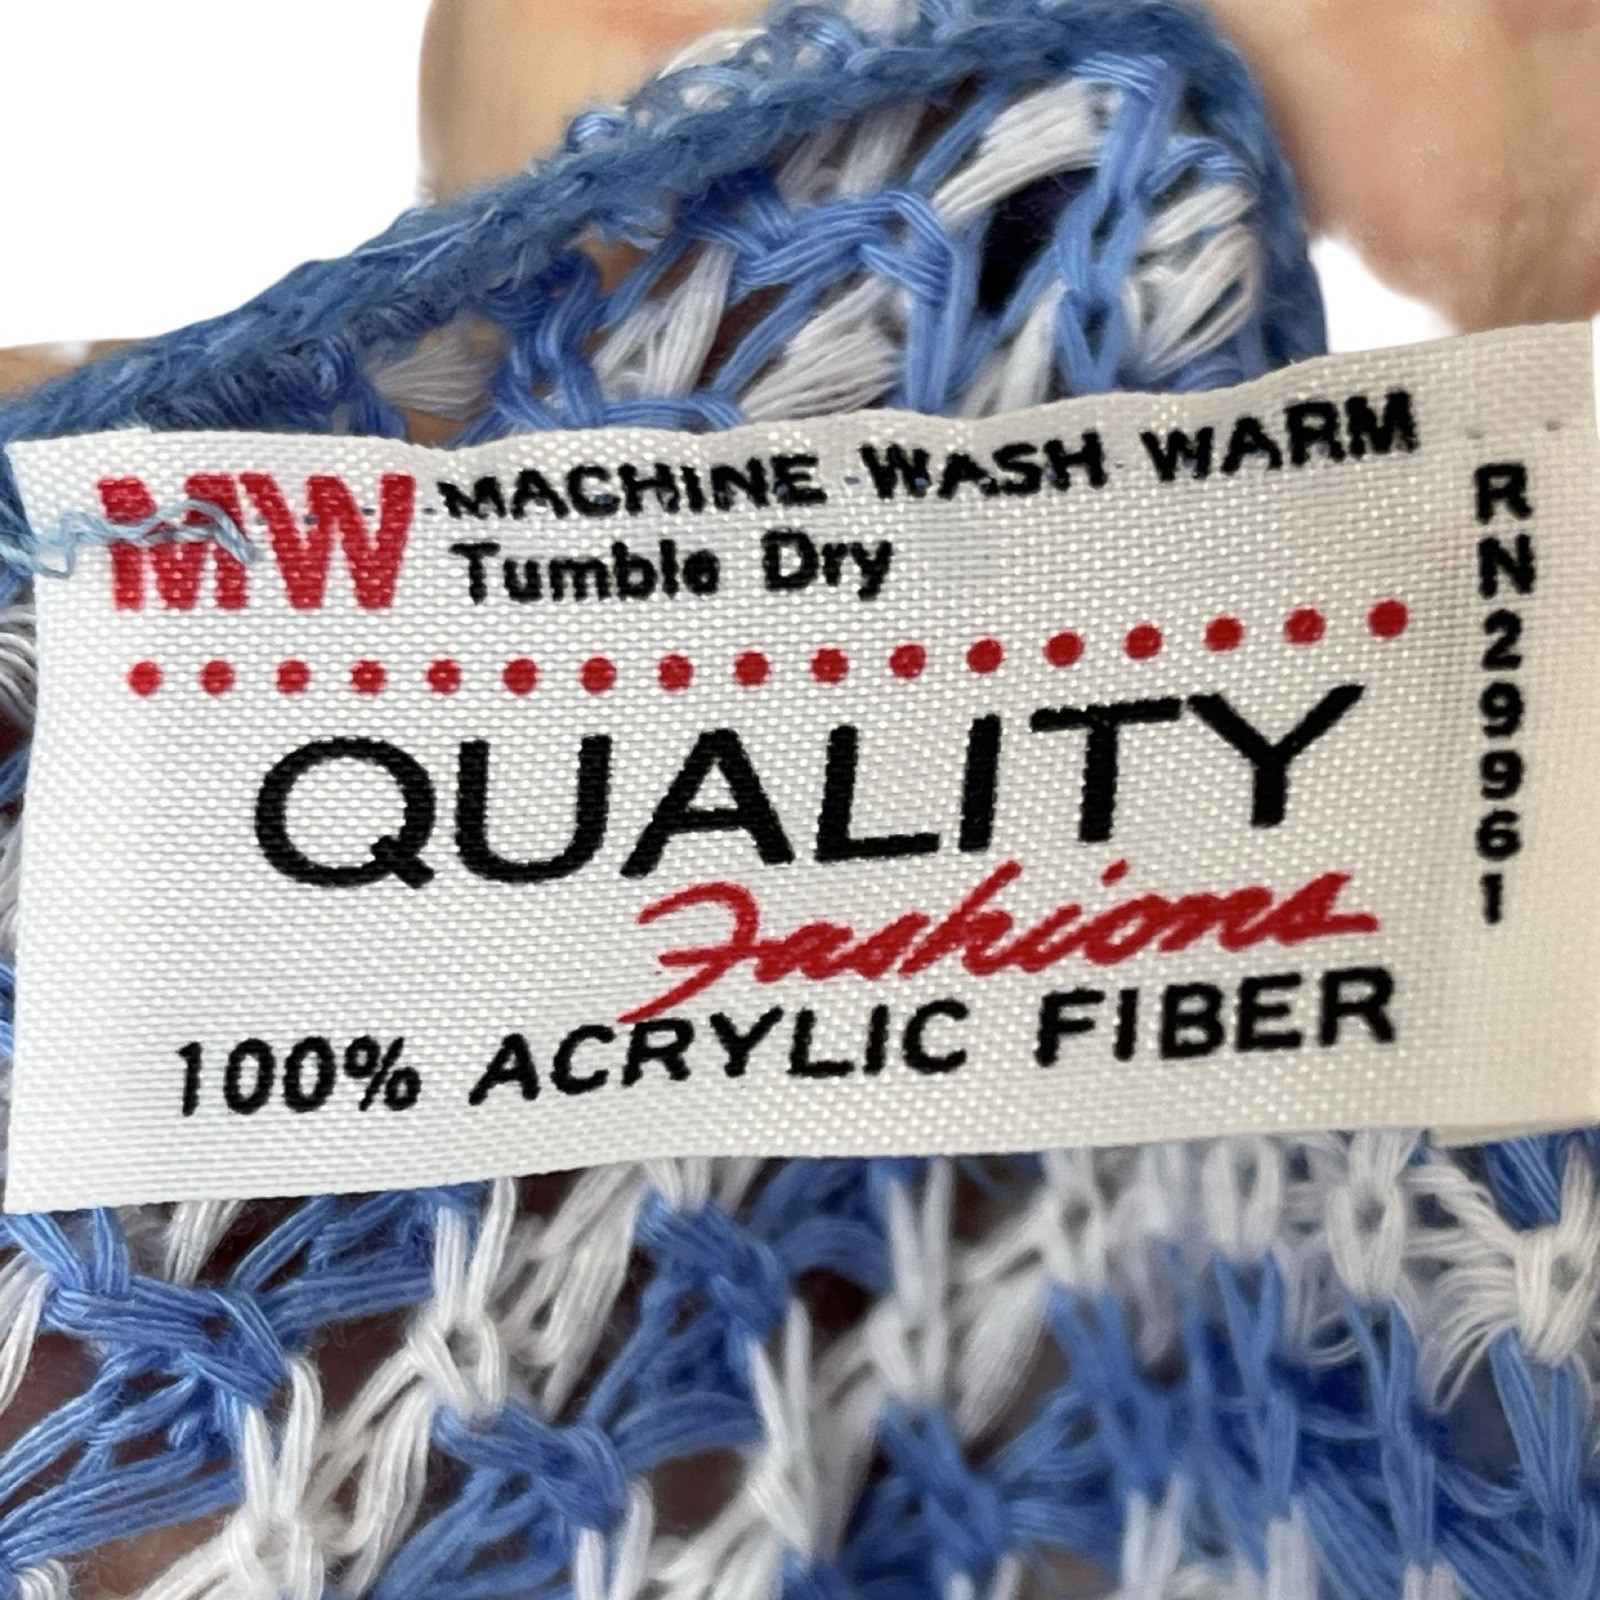 MW MACHINE WASH WARM
Tumble Dry
QUALITY
Fashions
100% ACRYLIC FIBER
RN29961